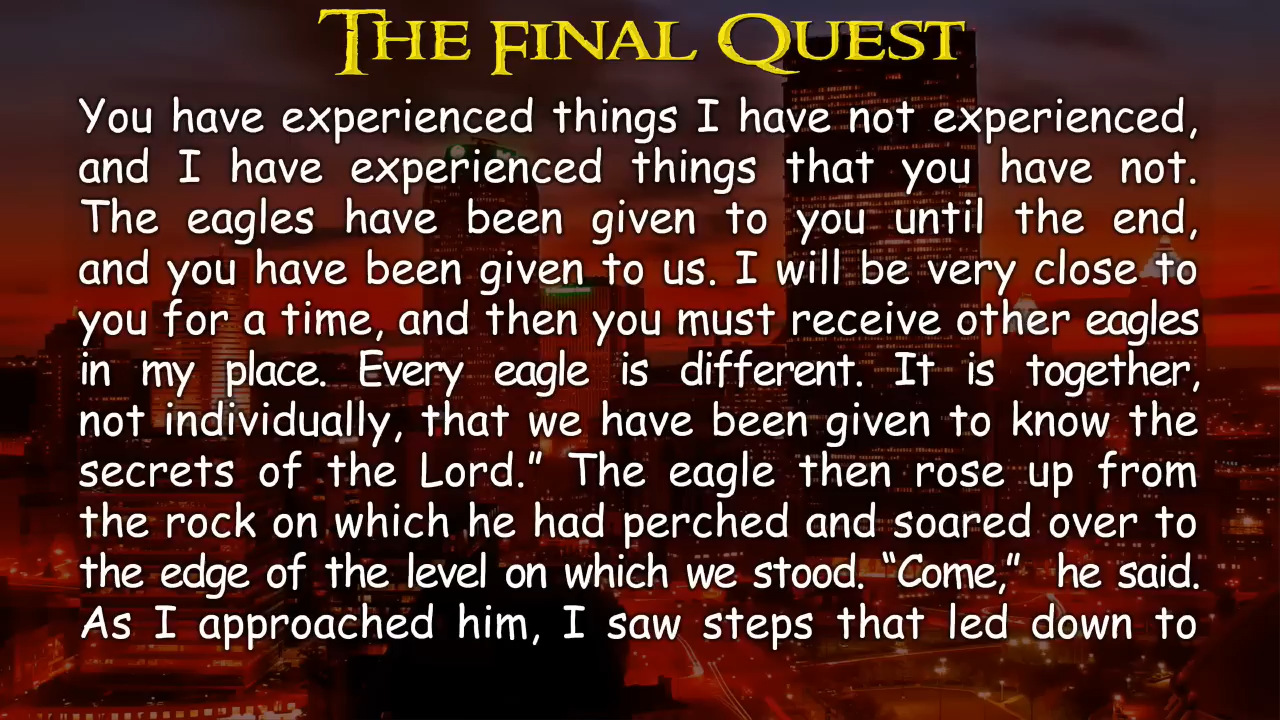 THE FINAL QUEST
You have experienced things I have not experienced,
and I have experienced things that you have not.
The eagles have been given to you until the end,
and you have been given to us. I will be very close to
you for a time, and then you must receive other eagles
in my place. Every eagle is different. It is together,
not individually, that we have been given to know the
secrets of the Lord.” The eagle then rose up from
the rock on which he had perched and soared over to
the edge of the level on which we stood. “Come,” he said.
As I approached him, I saw steps that led down to